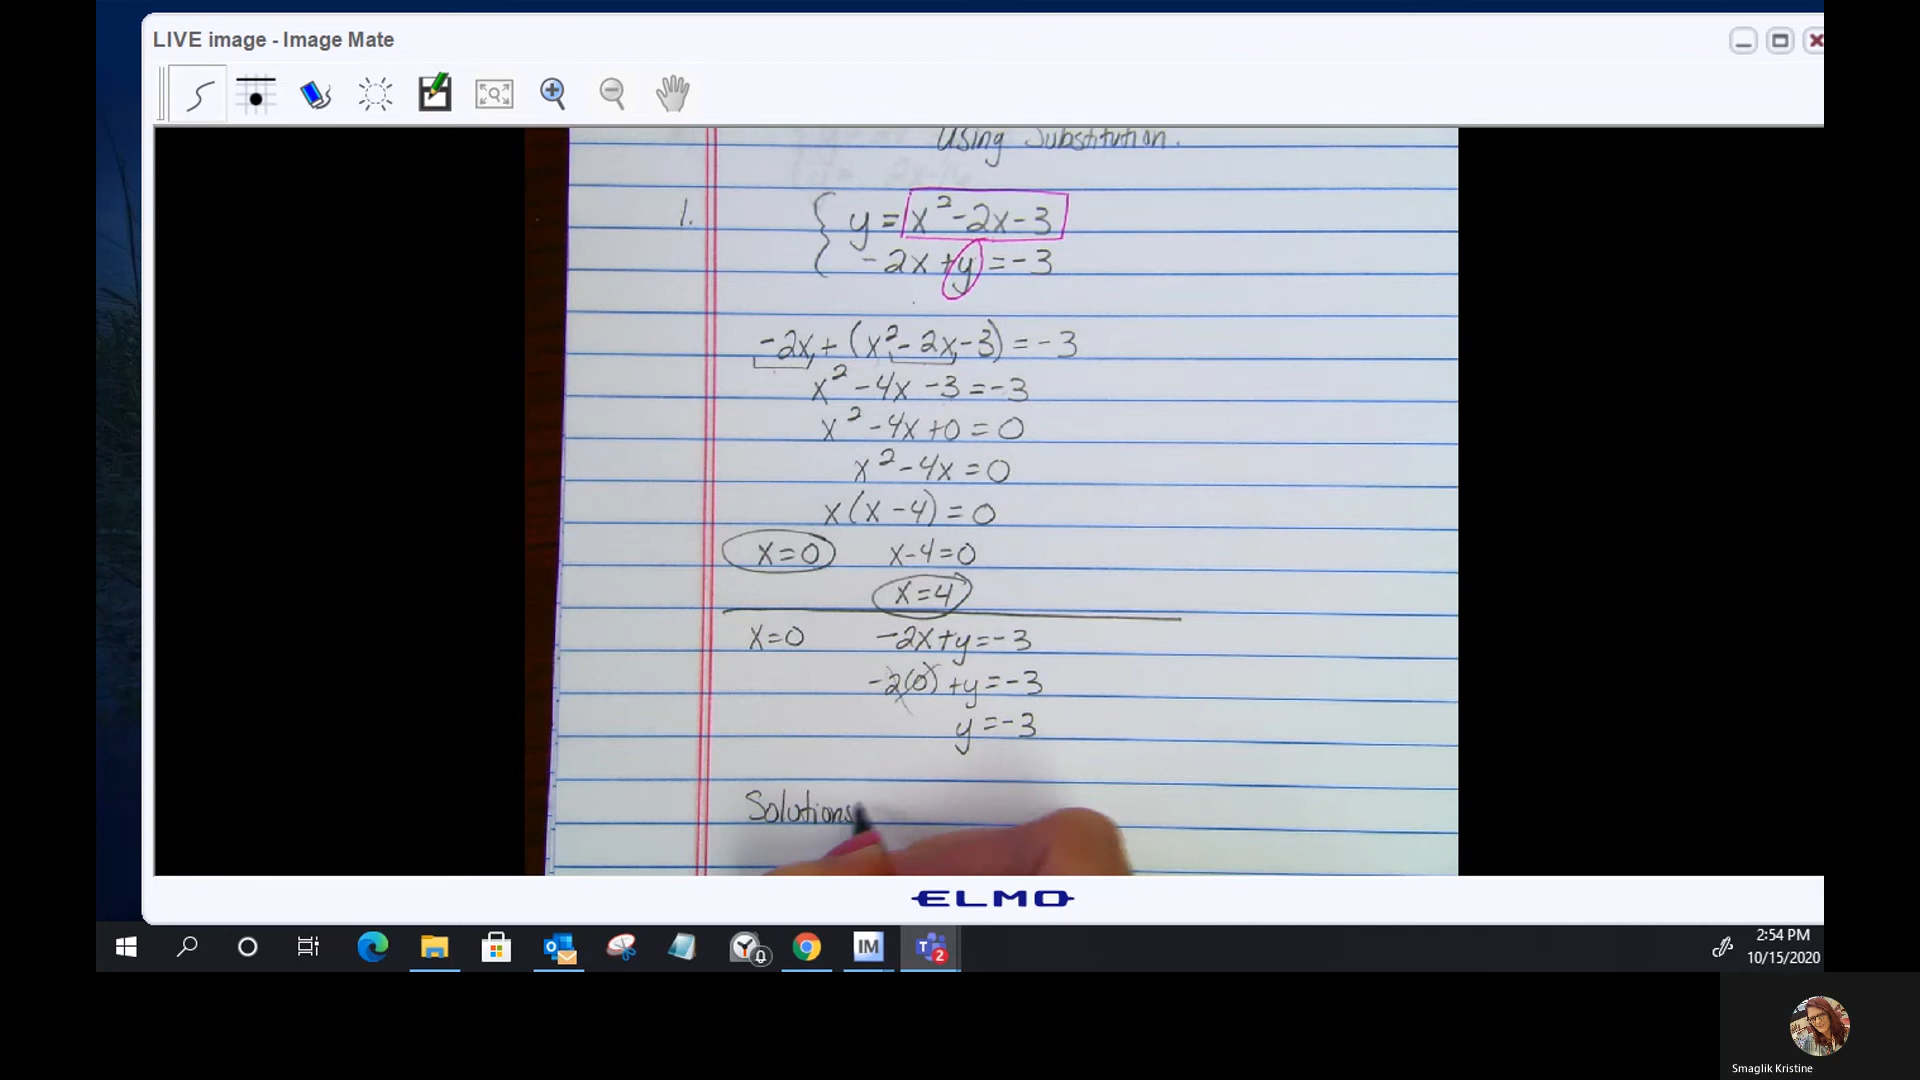 LIVE image - Image Mate
Using Substitution.
1. { y = x² - 2x - 3
-2x + y = -3
-2x + (x² - 2x - 3) = -3
x² - 4x - 3 = -3
x² - 4x + 0 = 0
x² - 4x = 0
x(x - 4) = 0
x = 0 x - 4 = 0
x = 4
x = 0 -2x + y = -3
-2(0) + y = -3
y = -3
Solutions
ELMO
IM
T 2
2:54 PM
10/15/2020
Smaglik Kristine